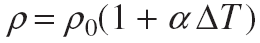 ρ = ρ₀(1 + α ΔT)